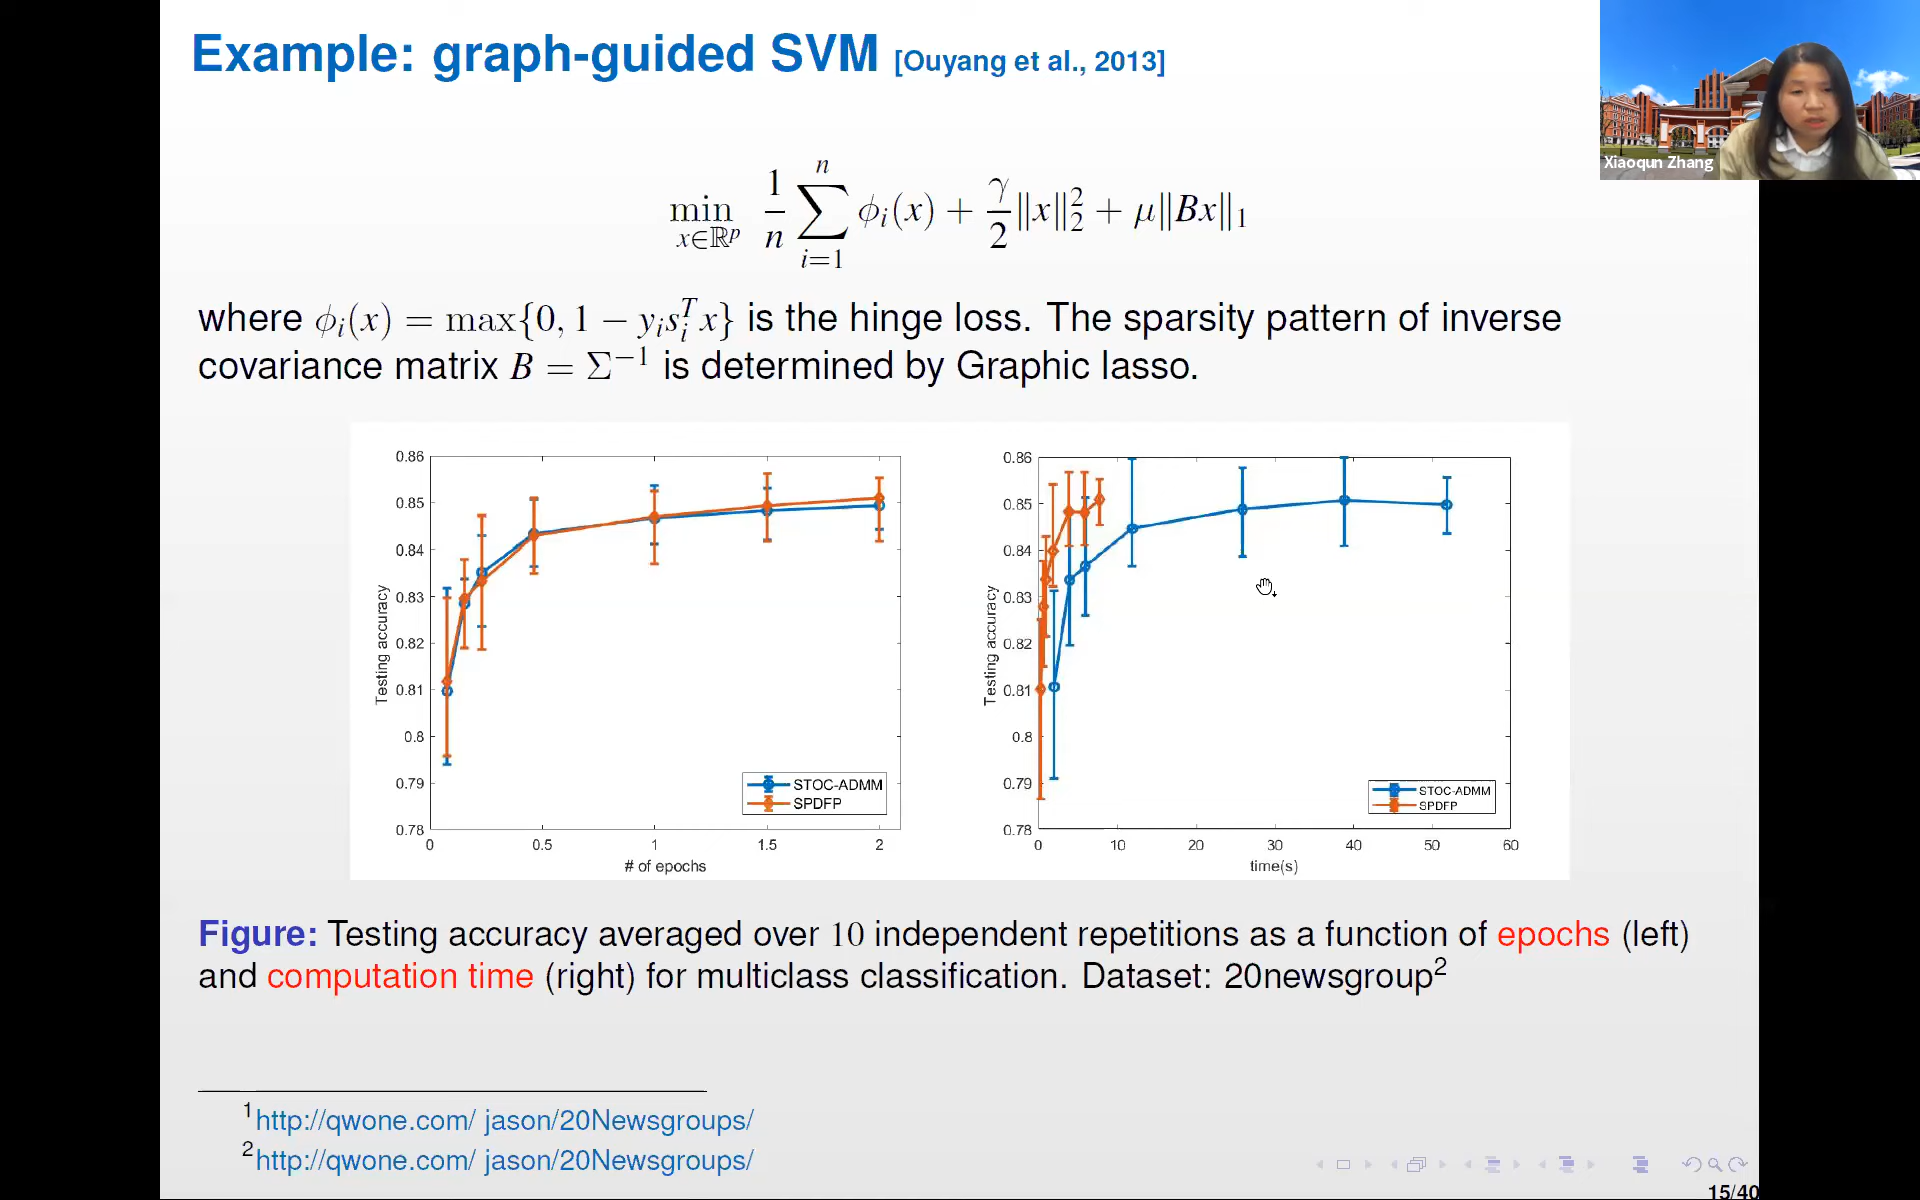 Example: graph-guided SVM [Ouyang et al., 2013]
Xiaoqun Zhang
min_{x∈ℝ^p} \frac{1}{n} \sum_{i=1}^{n} ϕ_i(x) + \frac{γ}{2}‖x‖_2^2 + μ‖Bx‖_1
where ϕ_i(x) = max{0, 1 − y_i s_i^T x} is the hinge loss. The sparsity pattern of inverse
covariance matrix B = Σ^{−1} is determined by Graphic lasso.
0.86
0.85
0.84
0.83
0.82
0.81
0.8
0.79
0.78
Testing accuracy
STOC-ADMM
SPDFP
0 0.5 1 1.5 2
# of epochs
0.86
0.85
0.84
0.83
0.82
0.81
0.8
0.79
0.78
Testing accuracy
STOC-ADMM
SPDFP
0 10 20 30 40 50 60
time(s)
Figure: Testing accuracy averaged over 10 independent repetitions as a function of epochs (left)
and computation time (right) for multiclass classification. Dataset: 20newsgroup²
¹http://qwone.com/ jason/20Newsgroups/
²http://qwone.com/ jason/20Newsgroups/
15/40